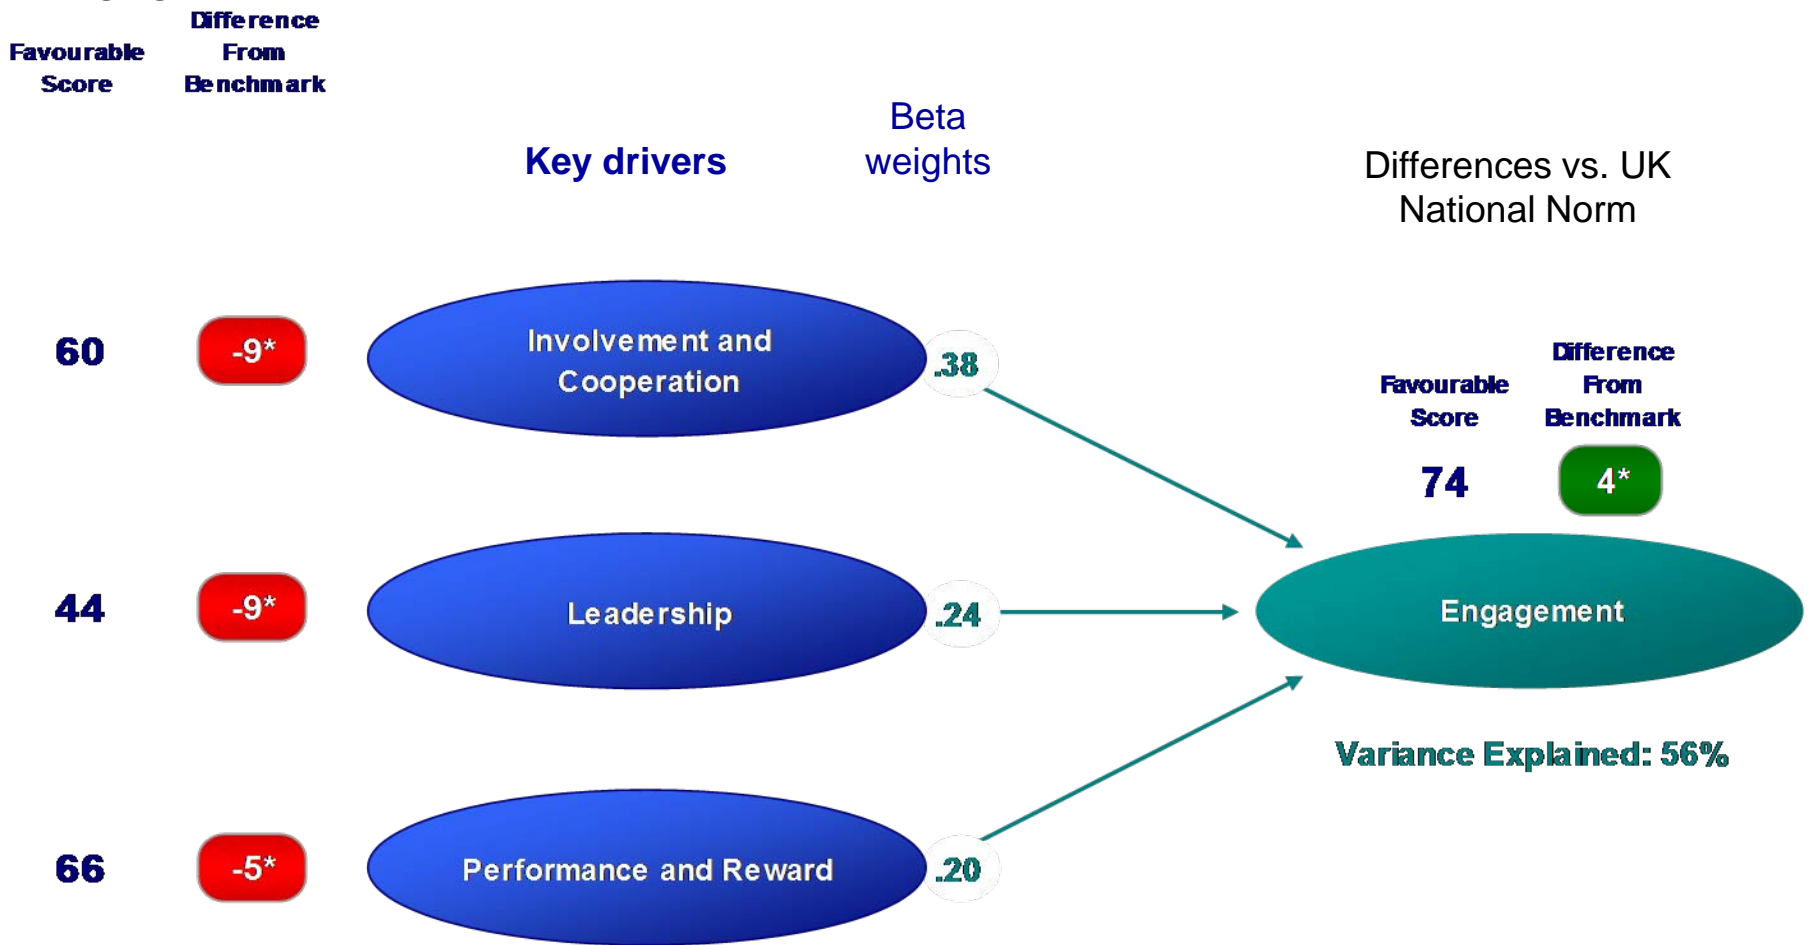 Favourable
Score
Difference
From
Benchmark
Key drivers
Beta
weights
Differences vs. UK
National Norm
60
-9*
Involvement and
Cooperation
.38
Favourable
Score
Difference
From
Benchmark
74
4*
44
-9*
Leadership
.24
Engagement
Variance Explained: 56%
66
-5*
Performance and Reward
.20